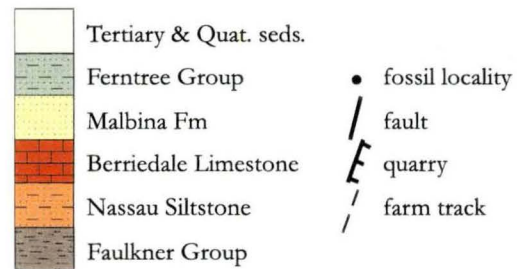 Tertiary & Quat. seds.
Ferntree Group
Malbina Fm
Berriedale Limestone
Nassau Siltstone
Faulkner Group
fossil locality
fault
quarry
farm track